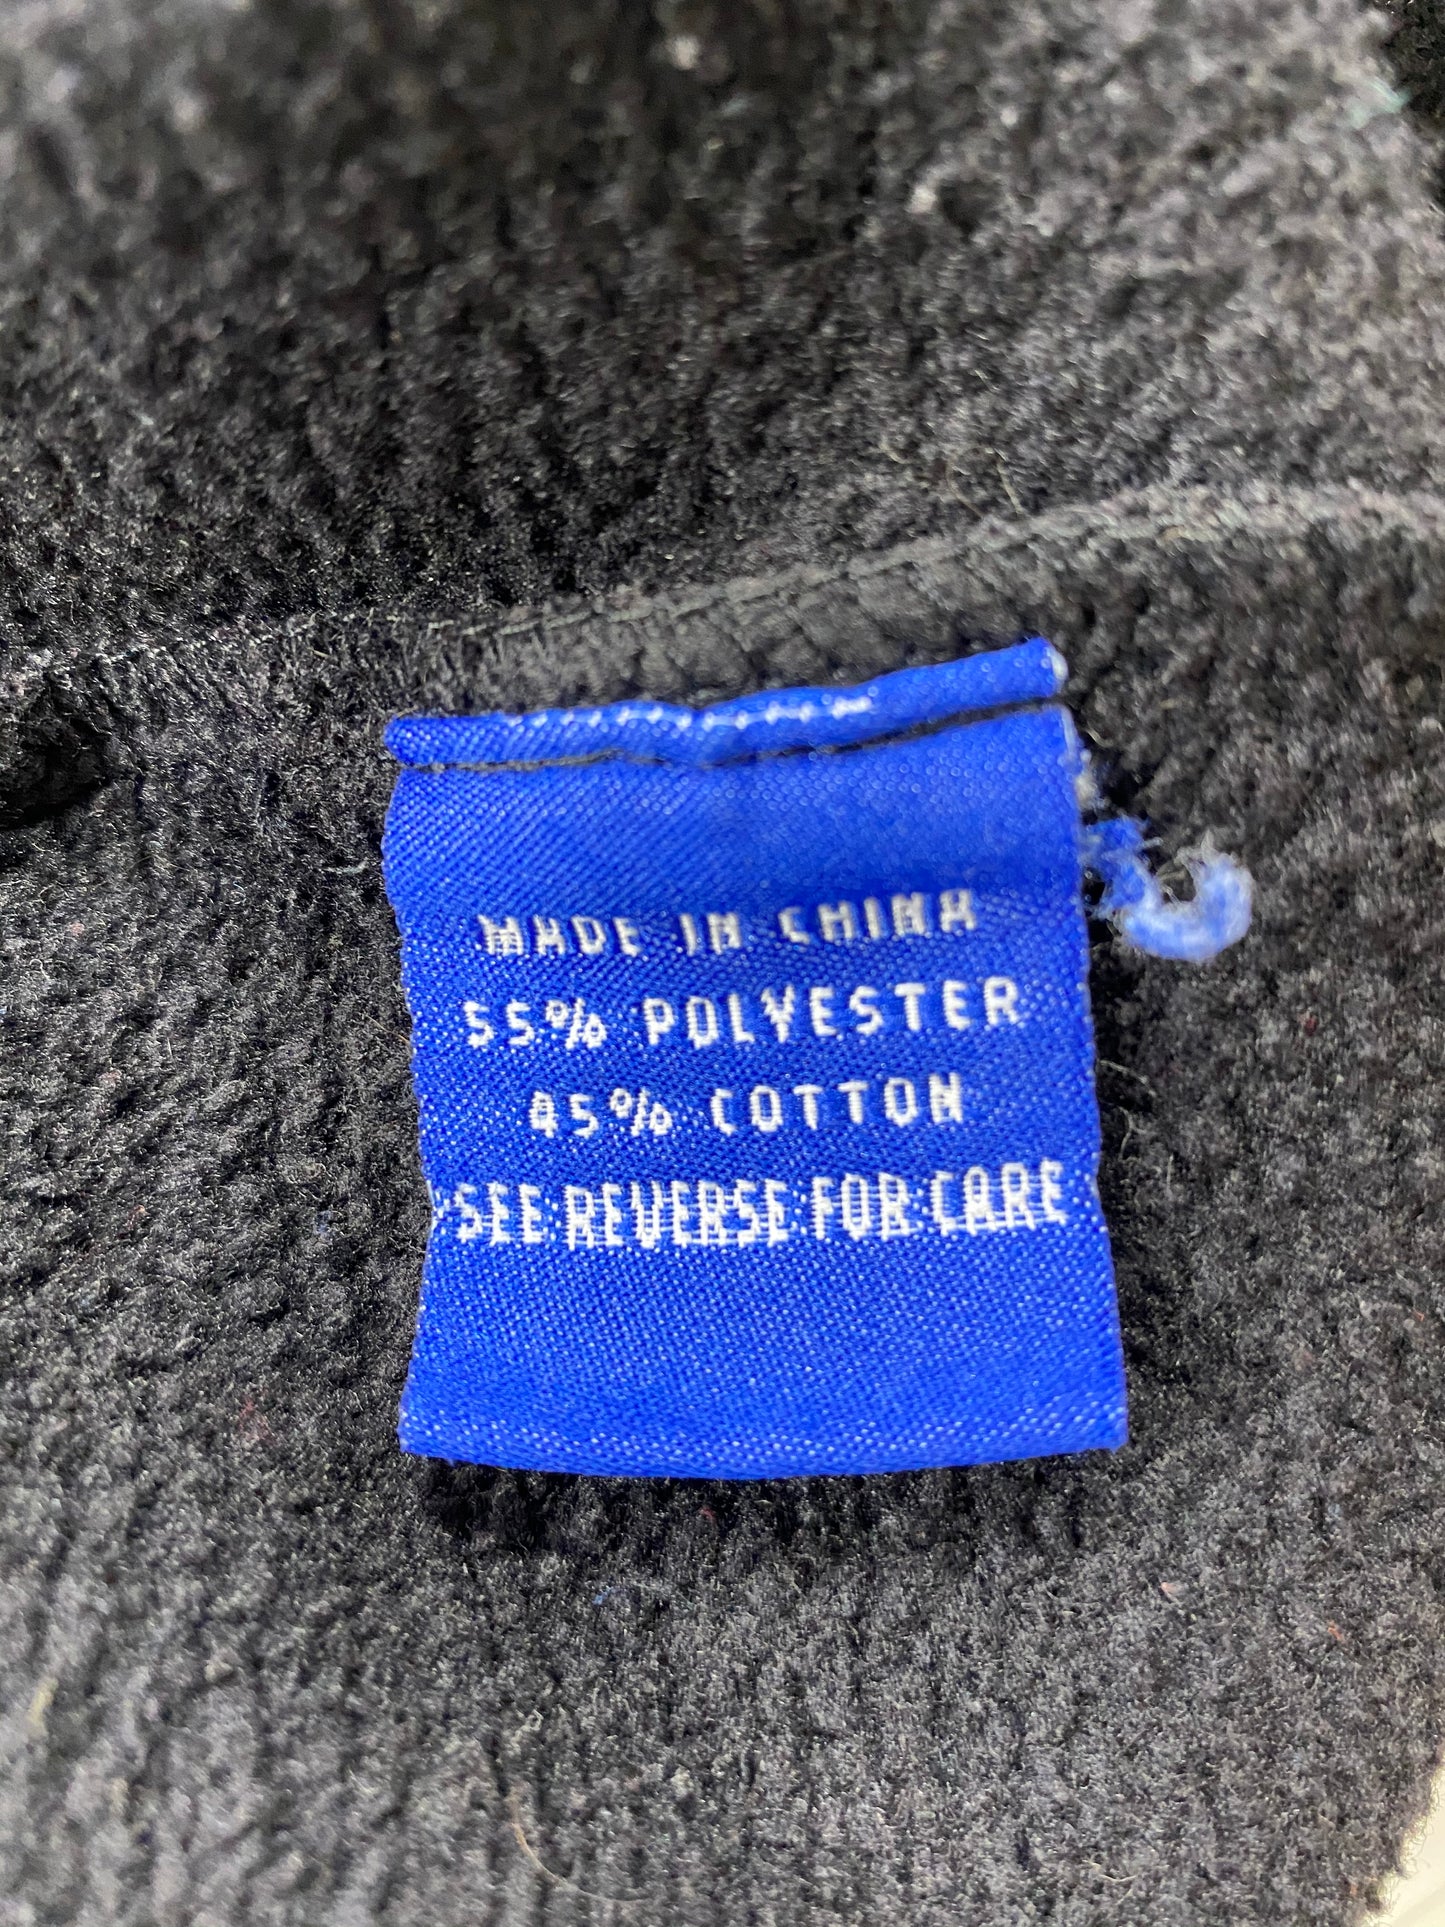 MADE IN CHINA
55% POLYESTER
45% COTTON
SEE REVERSE FOR CARE